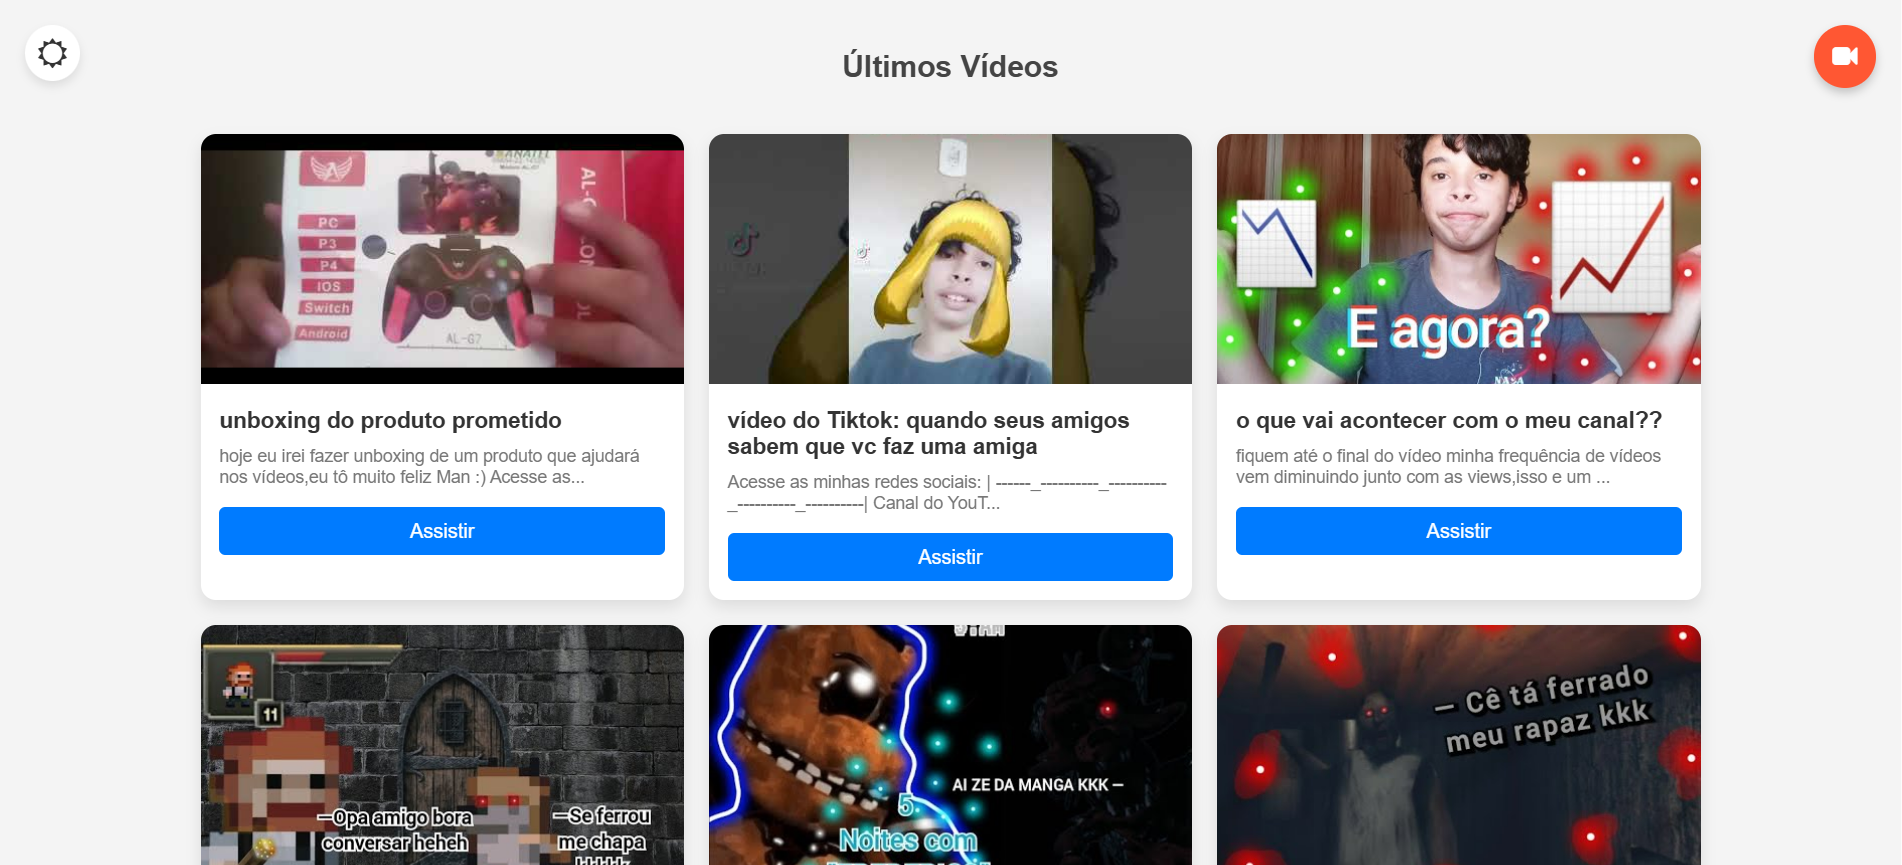 Últimos Vídeos
PC
P3
P4
IOS
Switch
Android
AL-G7
E agora?
NASA
unboxing do produto prometido
hoje eu irei fazer unboxing de um produto que ajudará
nos vídeos,eu tô muito feliz Man :) Acesse as...
Assistir
vídeo do Tiktok: quando seus amigos
sabem que vc faz uma amiga
Acesse as minhas redes sociais: | ------_----------_----------
_----------_----------| Canal do YouT...
Assistir
o que vai acontecer com o meu canal??
fiquem até o final do vídeo minha frequência de vídeos
vem diminuindo junto com as views,isso e um ...
Assistir
11
—Opa amigo bora
conversar heheh
—Se ferrou
me chapa
AI ZE DA MANGA KKK —
5
Noites com
— Cê tá ferrado
meu rapaz kkk